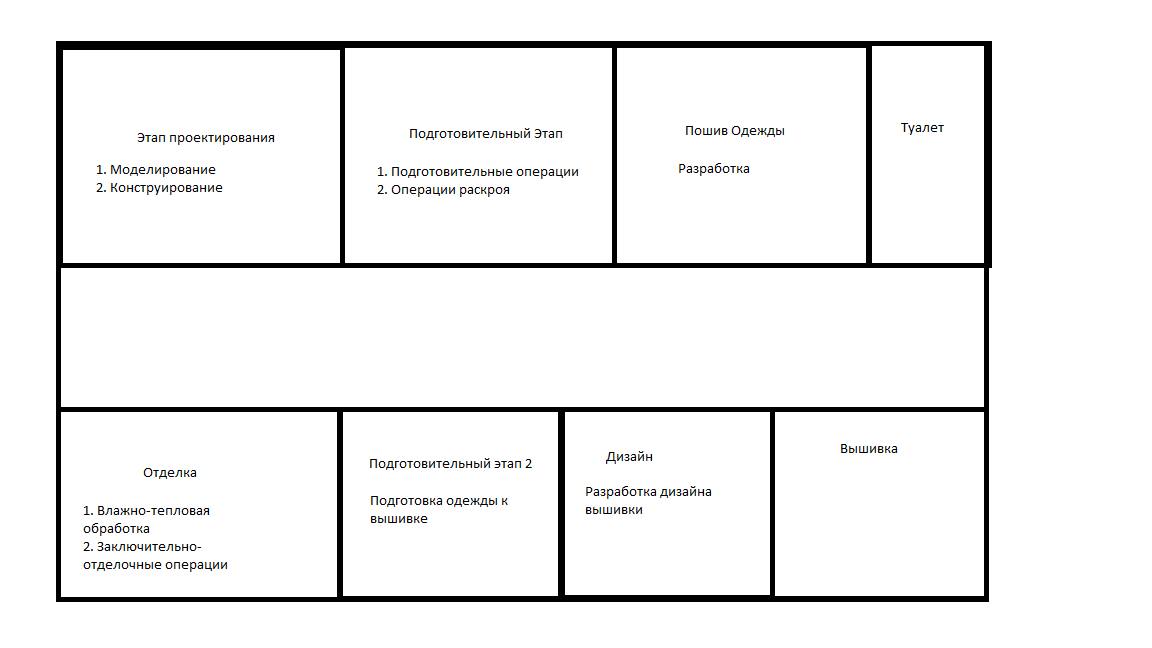 Этап проектирования
1. Моделирование
2. Конструирование
Подготовительный Этап
1. Подготовительные операции
2. Операции раскроя
Пошив Одежды
Разработка
Туалет
Отделка
1. Влажно-тепловая
обработка
2. Заключительно-
отделочные операции
Подготовительный этап 2
Подготовка одежды к
вышивке
Дизайн
Разработка дизайна
вышивки
Вышивка